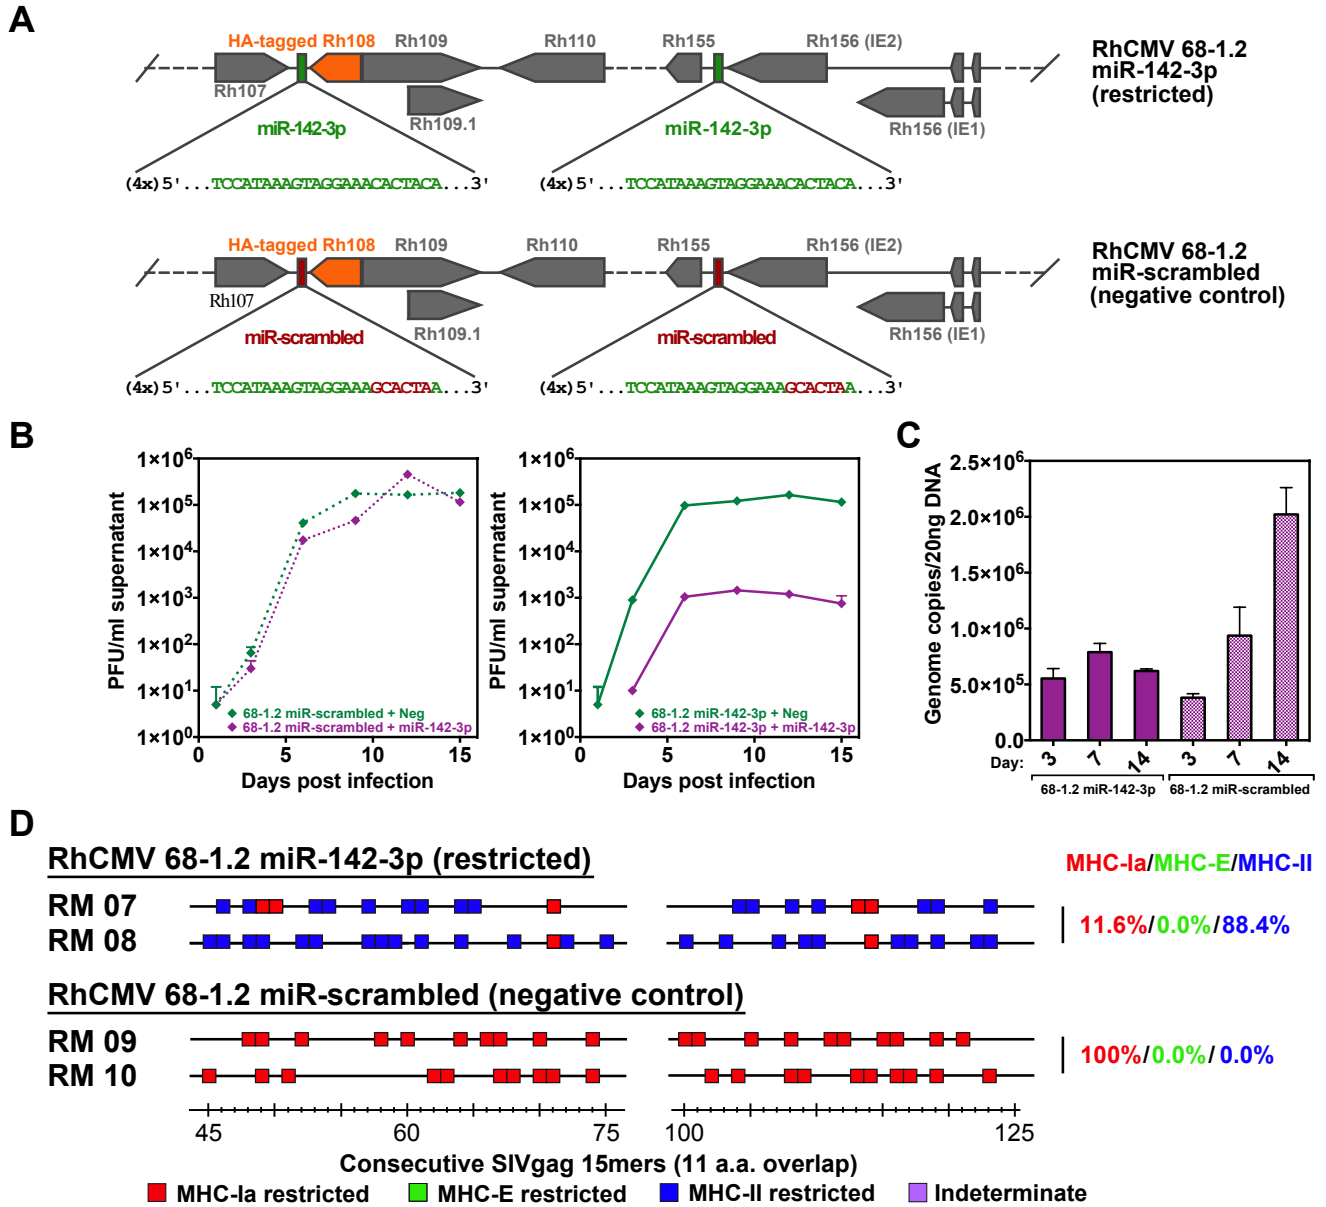 A
HA-tagged Rh108
Rh109
Rh110
Rh155
Rh156 (IE2)
RhCMV 68-1.2
miR-142-3p
(restricted)
Rh107
Rh109.1
Rh156 (IE1)
miR-142-3p
miR-142-3p
(4x)5'...TCCATAAAGTAGGAAACACTACA...3'
(4x)5'...TCCATAAAGTAGGAAACACTACA...3'
HA-tagged Rh108
Rh109
Rh110
Rh155
Rh156 (IE2)
RhCMV 68-1.2
miR-scrambled
(negative control)
Rh107
Rh109.1
Rh156 (IE1)
miR-scrambled
miR-scrambled
(4x)5'...TCCATAAAGTAGGAAAGCACTAA...3'
(4x)5'...TCCATAAAGTAGGAAAGCACTAA...3'
B
PFU/ml supernatant
1×10⁶
1×10⁵
1×10⁴
1×10³
1×10²
1×10¹
1×10⁰
68-1.2 miR-scrambled + Neg
68-1.2 miR-scrambled + miR-142-3p
0 5 10 15
Days post infection
PFU/ml supernatant
1×10⁶
1×10⁵
1×10⁴
1×10³
1×10²
1×10¹
1×10⁰
68-1.2 miR-142-3p + Neg
68-1.2 miR-142-3p + miR-142-3p
0 5 10 15
Days post infection
C
Genome copies/20ng DNA
2.5×10⁶
2.0×10⁶
1.5×10⁶
1.0×10⁶
5.0×10⁵
0.0
Day: 3 7 14 3 7 14
68-1.2 miR-142-3p 68-1.2 miR-scrambled
D
RhCMV 68-1.2 miR-142-3p (restricted)
MHC-Ia/MHC-E/MHC-II
RM 07
RM 08
11.6%/0.0%/88.4%
RhCMV 68-1.2 miR-scrambled (negative control)
RM 09
RM 10
100%/0.0%/0.0%
45 60 75 100 125
Consecutive SIVgag 15mers (11 a.a. overlap)
MHC-Ia restricted
MHC-E restricted
MHC-II restricted
Indeterminate